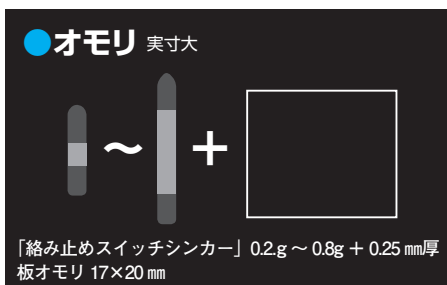 ●オモリ 実寸大
～ ＋
「絡み止めスイッチシンカー」0.2.g ～ 0.8g + 0.25 ㎜厚
板オモリ 17×20 ㎜